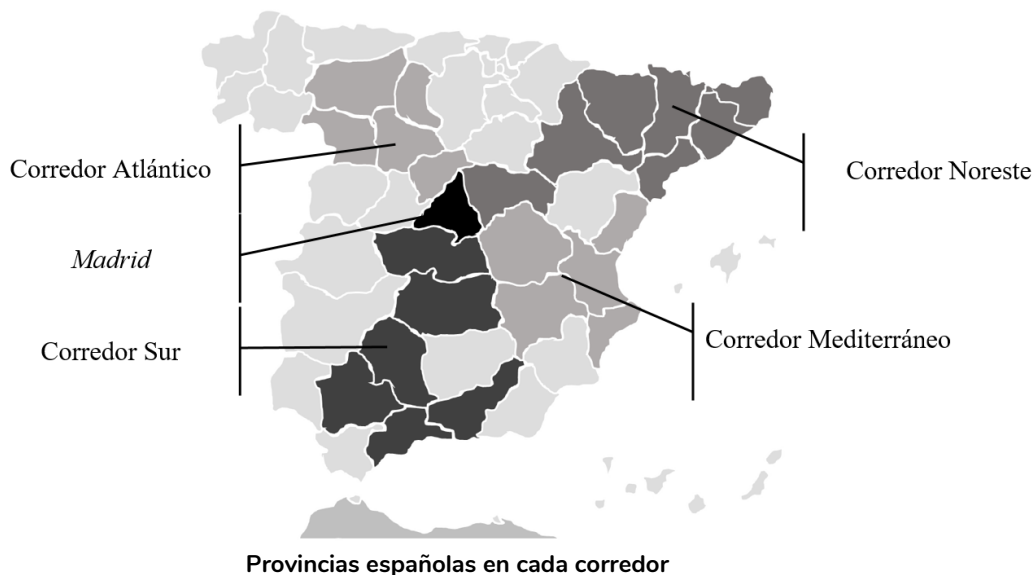 Corredor Atlántico
Corredor Noreste
Madrid
Corredor Sur
Corredor Mediterráneo
Provincias españolas en cada corredor